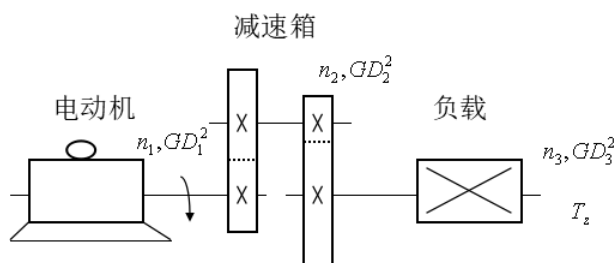 减速箱
n₂,GD₂²
电动机
负载
n₁,GD₁²
n₃,GD₃²
T_z